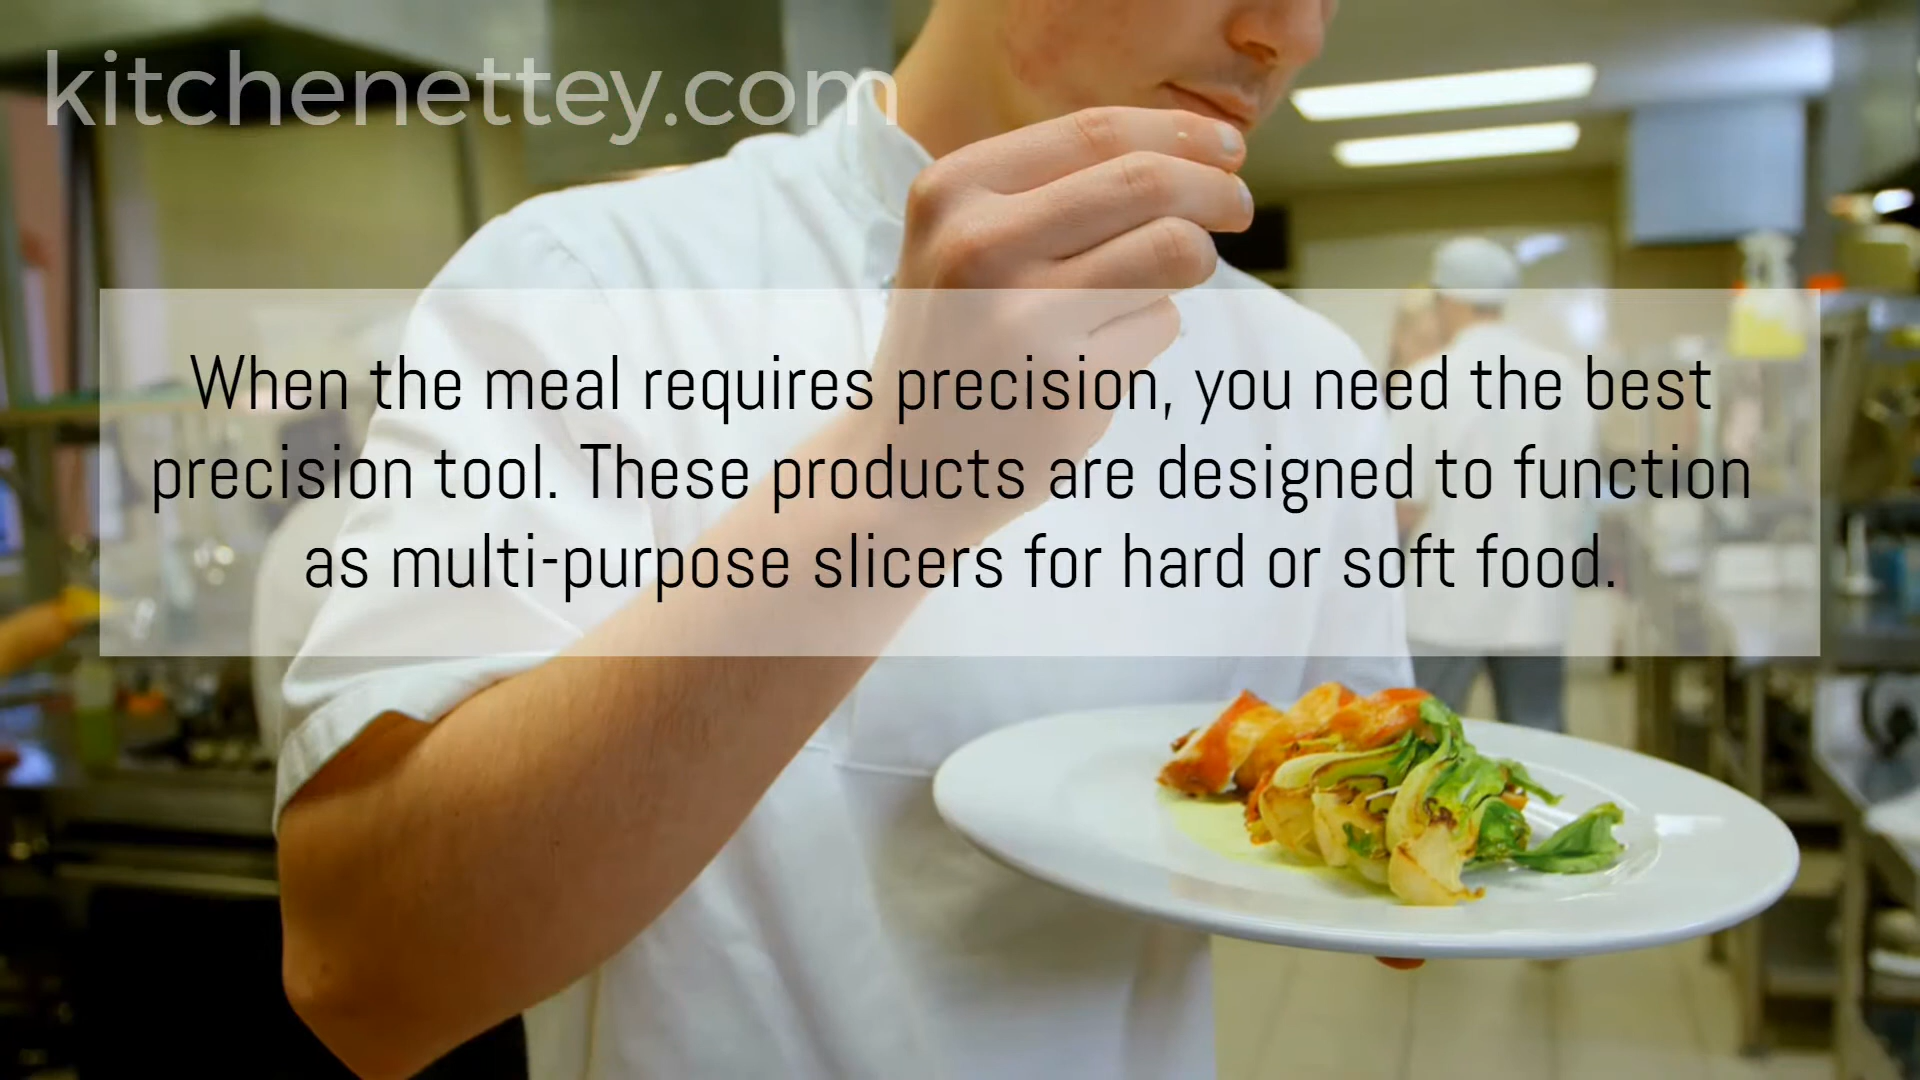 kitchenettey.com
When the meal requires precision, you need the best
precision tool. These products are designed to function
as multi-purpose slicers for hard or soft food.